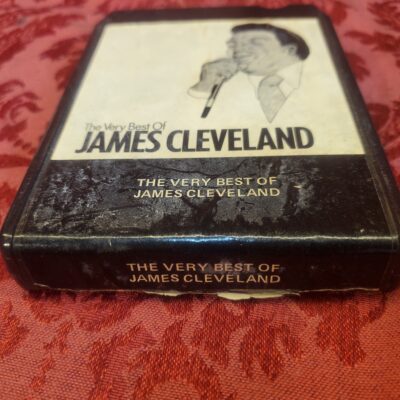 The Very Best Of
JAMES CLEVELAND
THE VERY BEST OF
JAMES CLEVELAND
THE VERY BEST OF
JAMES CLEVELAND